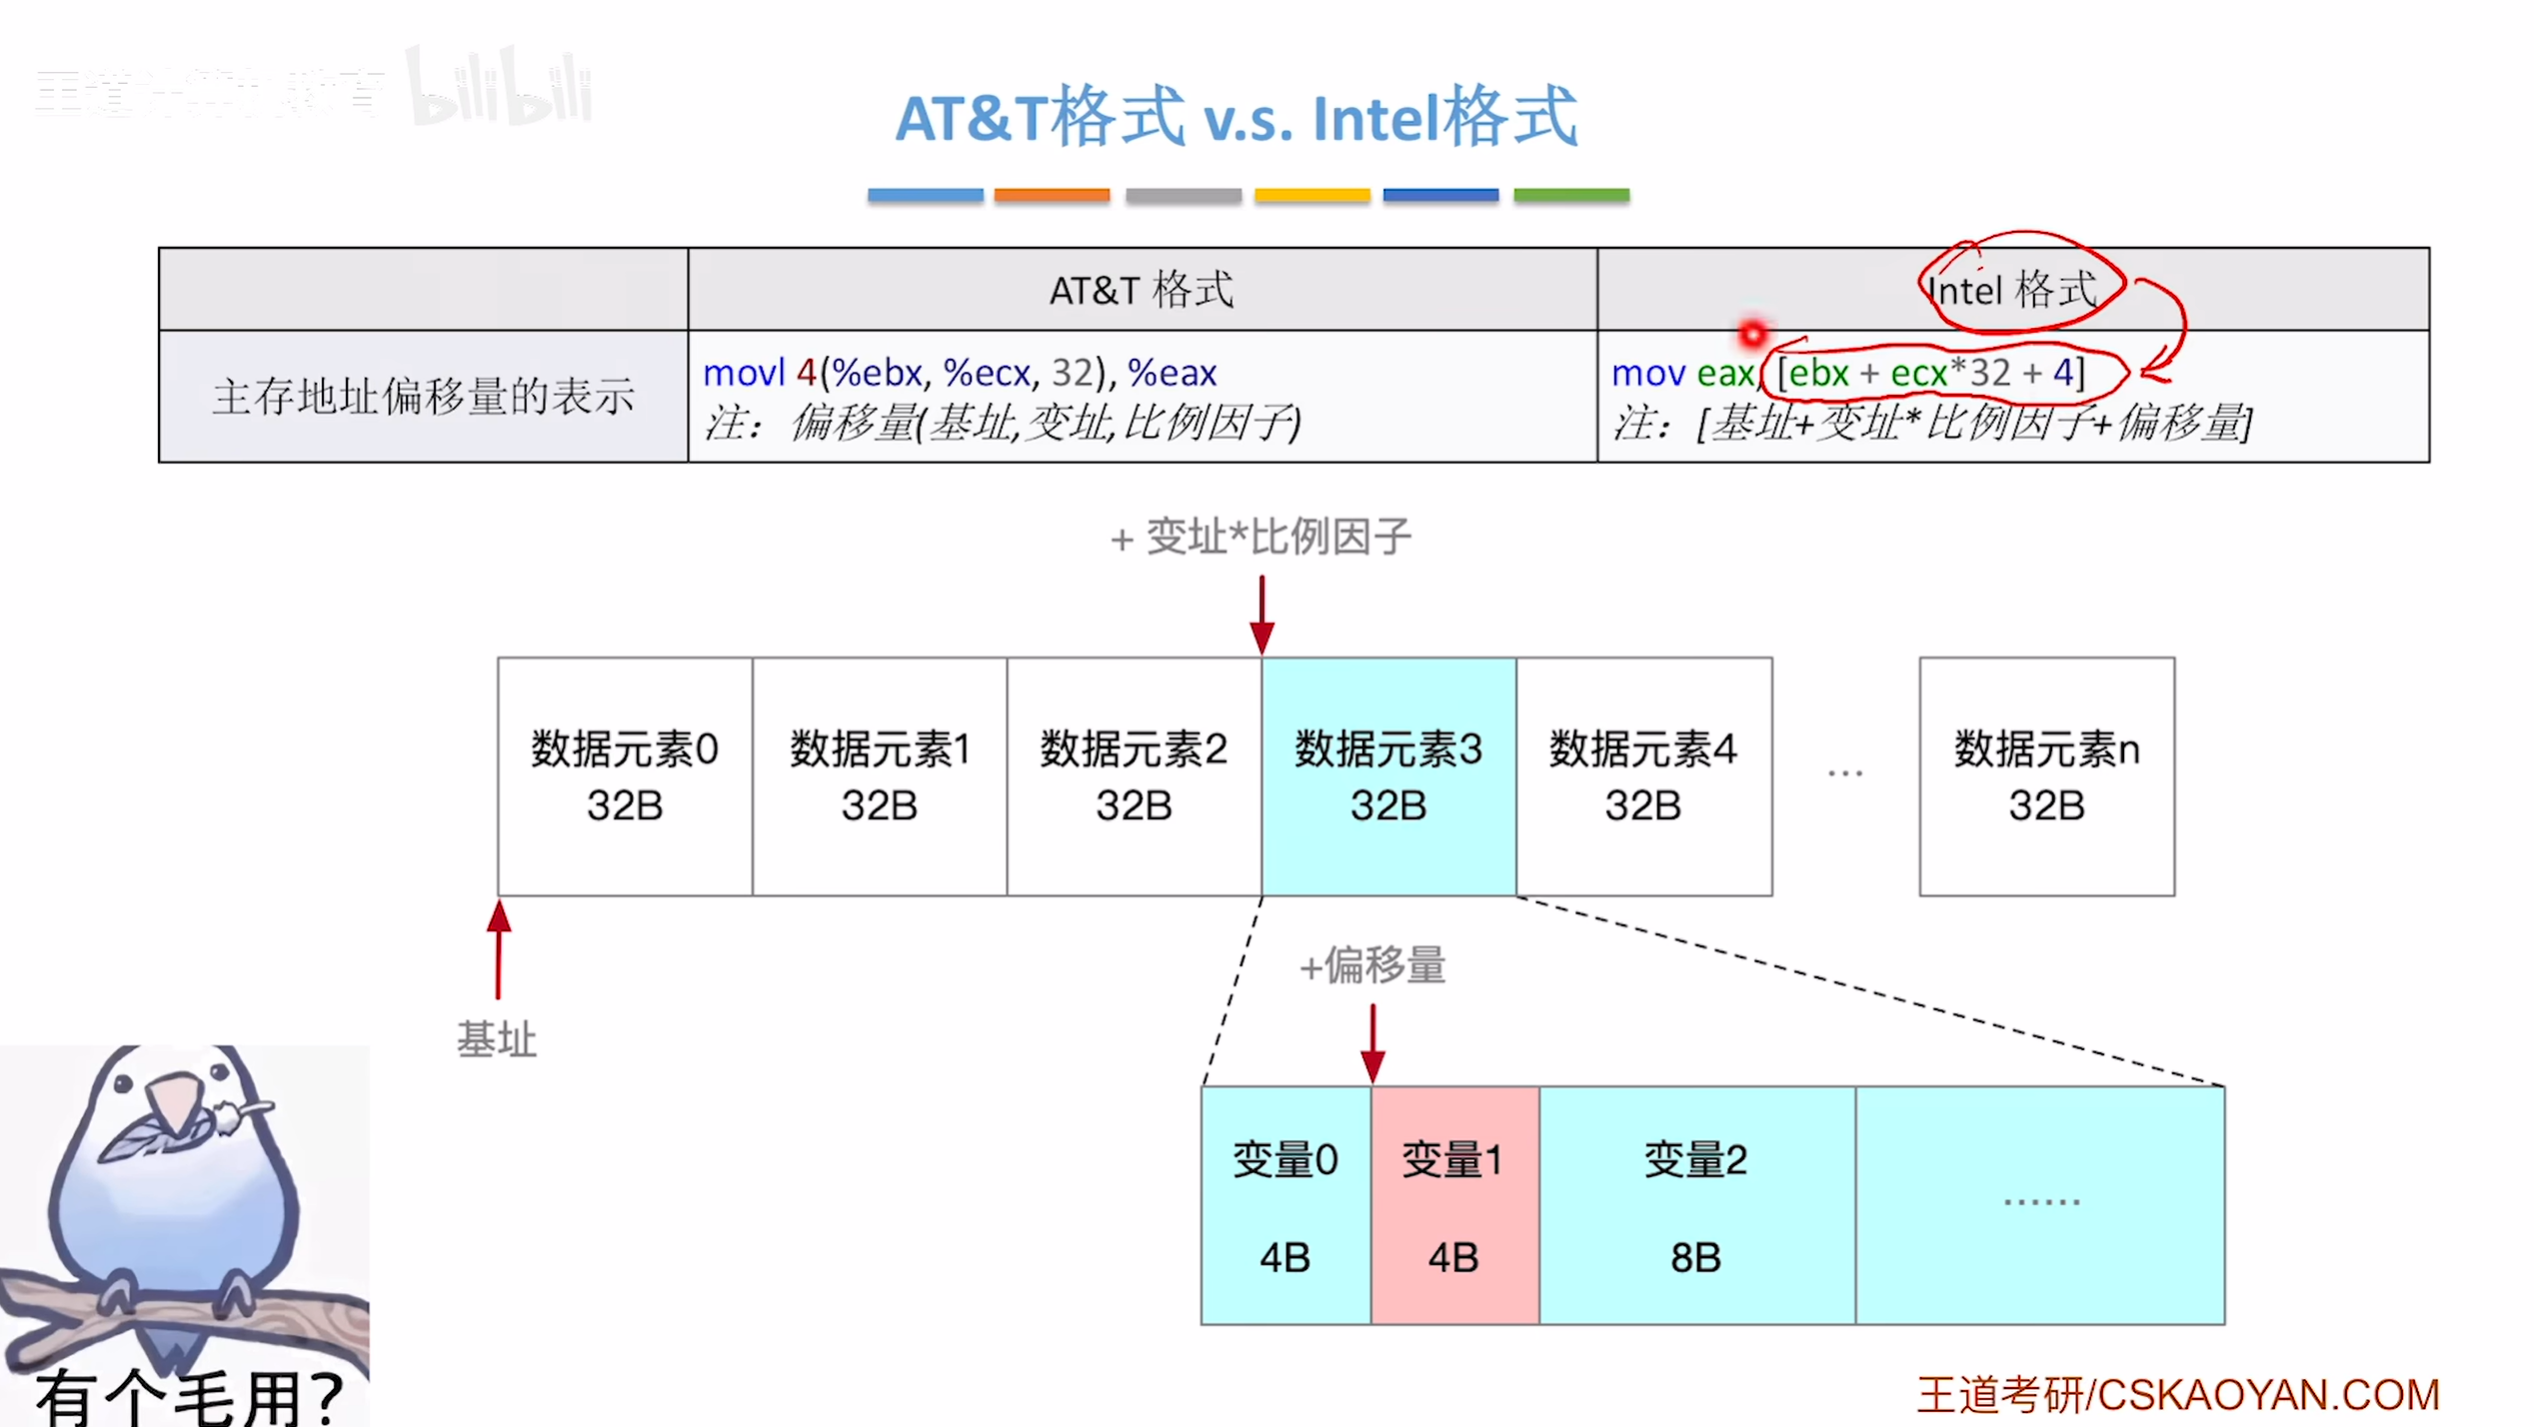 bilibili
AT&T格式 v.s. Intel格式
AT&T 格式
Intel 格式
主存地址偏移量的表示
movl 4(%ebx, %ecx, 32), %eax
注：偏移量(基址,变址,比例因子)
mov eax, [ebx + ecx*32 + 4]
注：[基址+变址*比例因子+偏移量]
+ 变址*比例因子
数据元素0
32B
数据元素1
32B
数据元素2
32B
数据元素3
32B
数据元素4
32B
...
数据元素n
32B
基址
+偏移量
变量0
4B
变量1
4B
变量2
8B
......
有个毛用?
王道考研/CSKAOYAN.COM